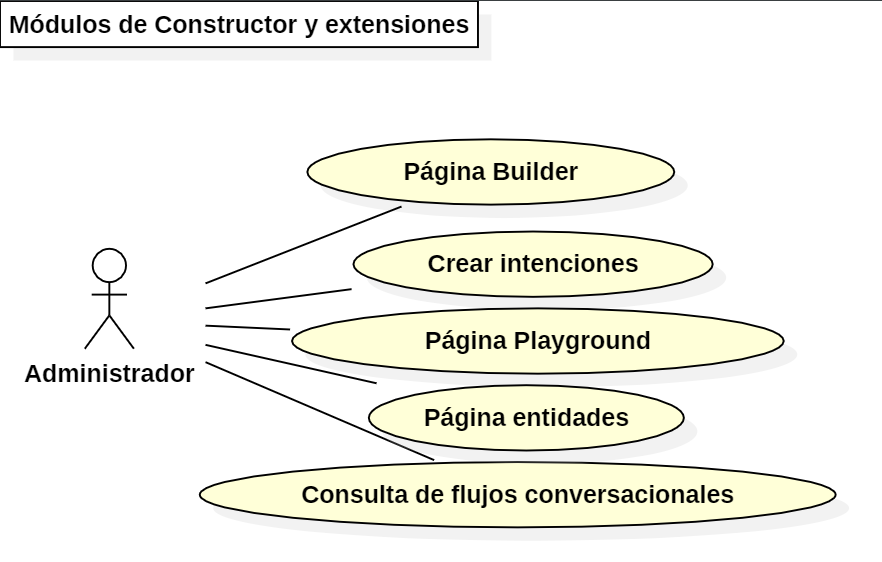 Módulos de Constructor y extensiones
Página Builder
Crear intenciones
Página Playground
Administrador
Página entidades
Consulta de flujos conversacionales